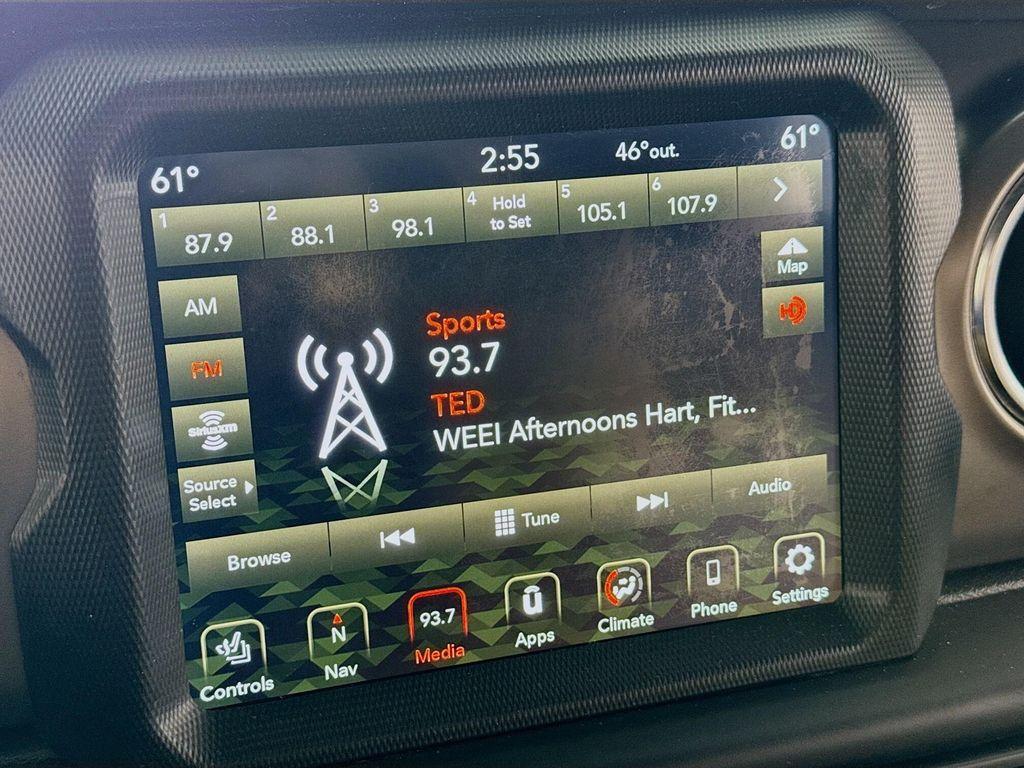 61° 2:55 46°out. 61°
1 87.9 2 88.1 3 98.1 4 Hold to Set 5 105.1 6 107.9
Map
AM
HD
Sports
93.7
FM
TED
WEEI Afternoons Hart, Fit...
SiriusXM
Source
Select
Browse Tune Audio
Controls N Nav 93.7 Media ū Apps Climate Phone Settings